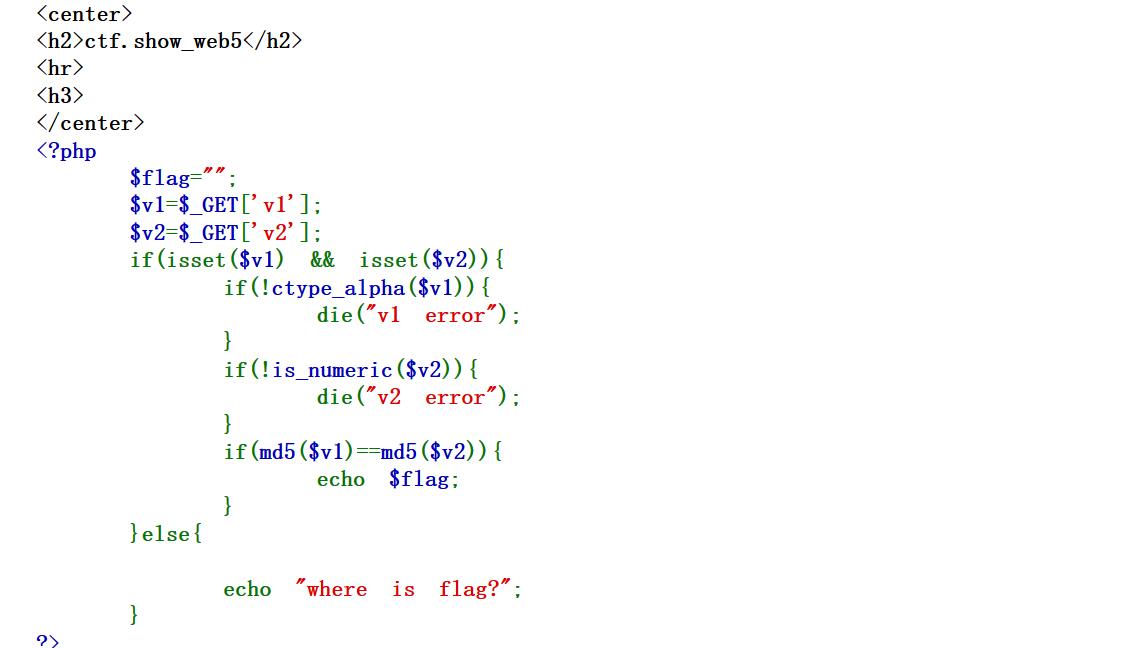 <center>
<h2>ctf.show_web5</h2>
<hr>
<h3>
</center>
<?php
$flag="";
$v1=$_GET['v1'];
$v2=$_GET['v2'];
if(isset($v1) && isset($v2)){
if(!ctype_alpha($v1)){
die("v1 error");
}
if(!is_numeric($v2)){
die("v2 error");
}
if(md5($v1)==md5($v2)){
echo $flag;
}
}else{
echo "where is flag?";
}
?>